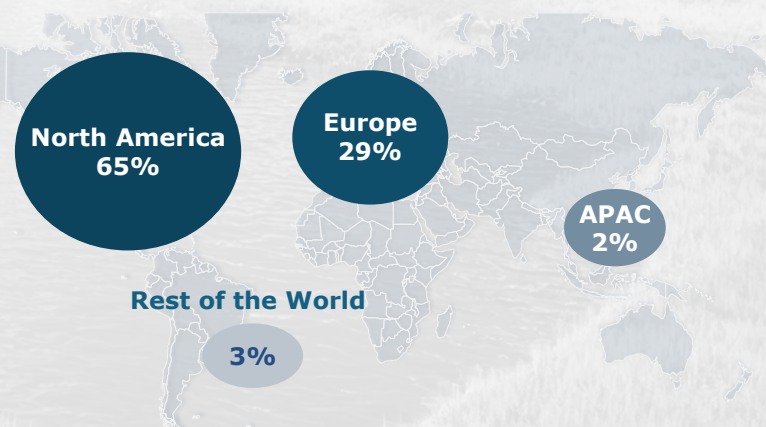 North America
65%
Europe
29%
APAC
2%
Rest of the World
3%